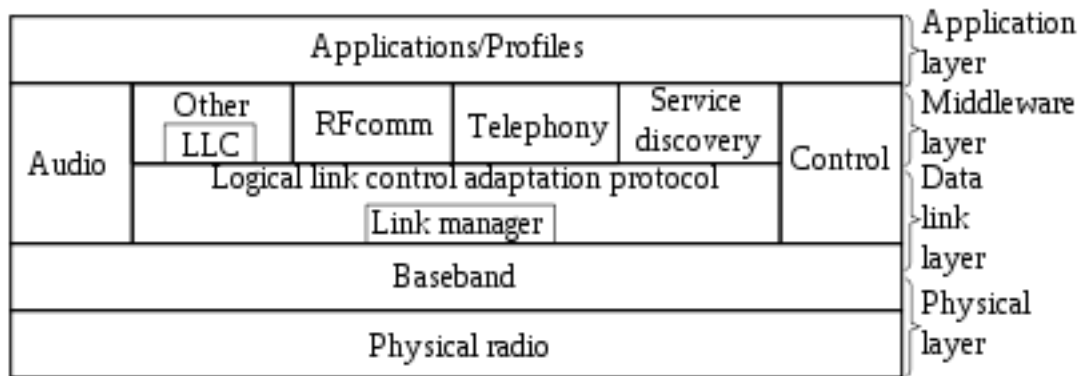 Applications/Profiles
Application
layer
Audio
Other
LLC
RFcomm
Telephony
Service
discovery
Control
Middleware
layer
Logical link control adaptation protocol
Link manager
Data
link
layer
Baseband
Physical radio
Physical
layer